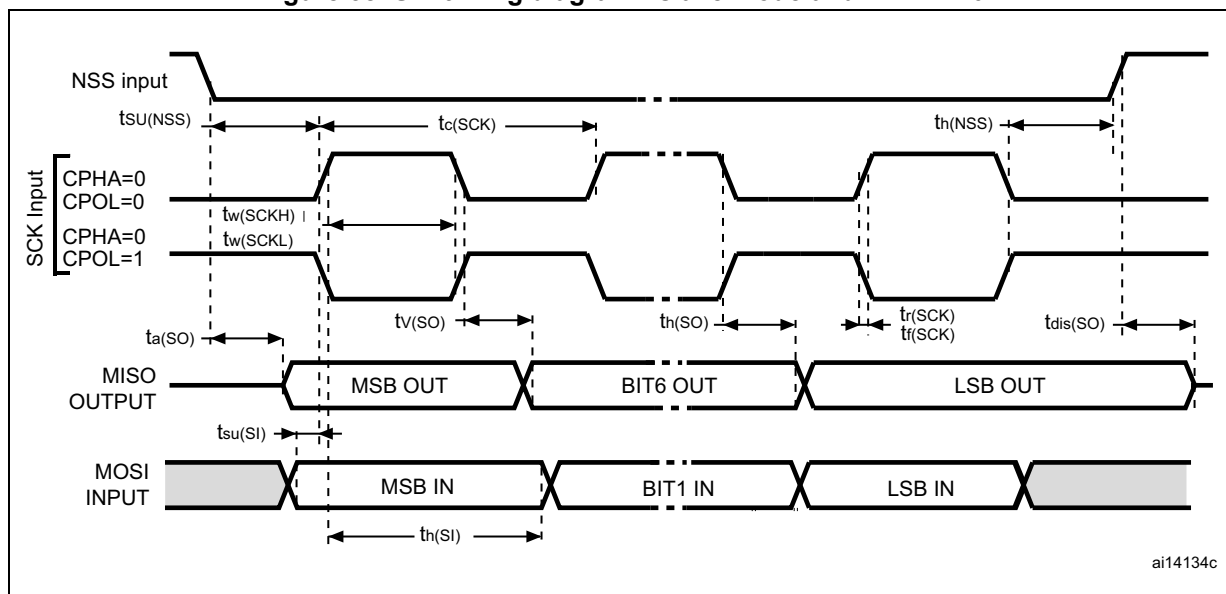 NSS input
tSU(NSS)
tc(SCK)
th(NSS)
SCK Input
CPHA=0
CPOL=0
tw(SCKH)
CPHA=0
tw(SCKL)
CPOL=1
ta(SO)
tV(SO)
th(SO)
tr(SCK)
tf(SCK)
tdis(SO)
MISO
OUTPUT
MSB OUT
BIT6 OUT
LSB OUT
tsu(SI)
MOSI
INPUT
MSB IN
BIT1 IN
LSB IN
th(SI)
ai14134c